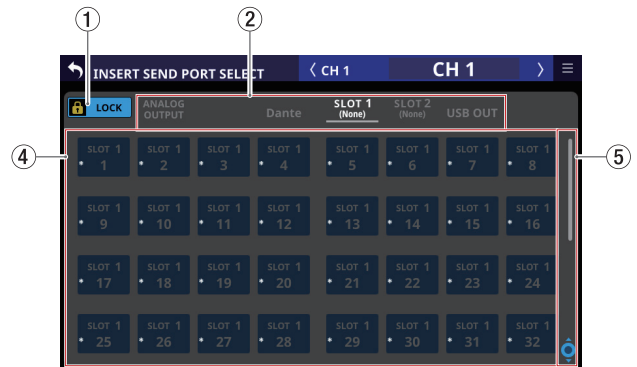 ① ②
INSERT SEND PORT SELECT 〈 CH 1 CH 1 〉
LOCK ANALOG OUTPUT Dante SLOT 1 (None) SLOT 2 (None) USB OUT
④ ⑤
SLOT 1 SLOT 1 SLOT 1 SLOT 1 SLOT 1 SLOT 1 SLOT 1 SLOT 1
* 1 * 2 * 3 * 4 * 5 * 6 * 7 * 8
SLOT 1 SLOT 1 SLOT 1 SLOT 1 SLOT 1 SLOT 1 SLOT 1 SLOT 1
* 9 * 10 * 11 * 12 * 13 * 14 * 15 * 16
SLOT 1 SLOT 1 SLOT 1 SLOT 1 SLOT 1 SLOT 1 SLOT 1 SLOT 1
* 17 * 18 * 19 * 20 * 21 * 22 * 23 * 24
SLOT 1 SLOT 1 SLOT 1 SLOT 1 SLOT 1 SLOT 1 SLOT 1 SLOT 1
* 25 * 26 * 27 * 28 * 29 * 30 * 31 * 32